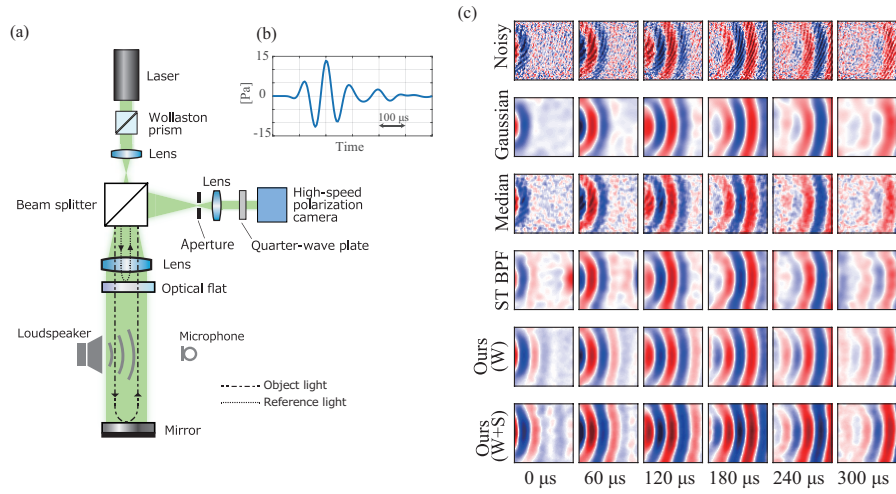 (a)
Laser
Wollaston
prism
Lens
Beam splitter
Lens
High-speed
polarization
camera
Aperture
Quarter-wave plate
Lens
Optical flat
Loudspeaker
Microphone
Object light
Reference light
Mirror
(b)
15
[Pa]
0
-15
100 μs
Time
(c)
Noisy
Gaussian
Median
ST BPF
Ours
(W)
Ours
(W+S)
0 μs 60 μs 120 μs 180 μs 240 μs 300 μs